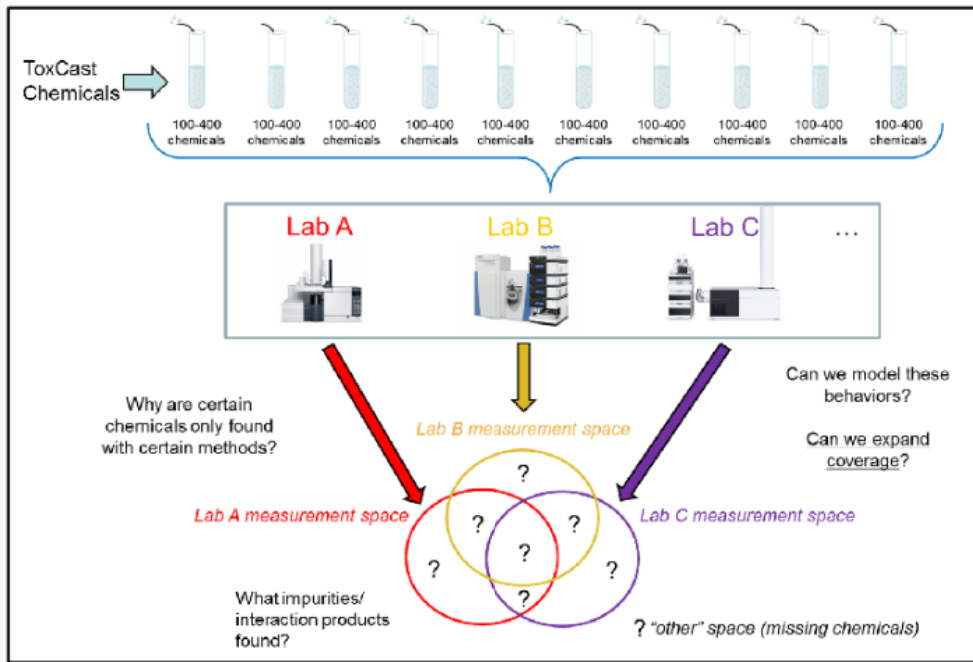 ToxCast
Chemicals
100-400
chemicals
100-400
chemicals
100-400
chemicals
100-400
chemicals
100-400
chemicals
100-400
chemicals
100-400
chemicals
100-400
chemicals
100-400
chemicals
100-400
chemicals
Lab A
Lab B
Lab C
...
Why are certain
chemicals only found
with certain methods?
Can we model these
behaviors?
Can we expand
coverage?
Lab B measurement space
Lab A measurement space
Lab C measurement space
?
?
?
?
?
?
?
What impurities/
interaction products
found?
? "other" space (missing chemicals)